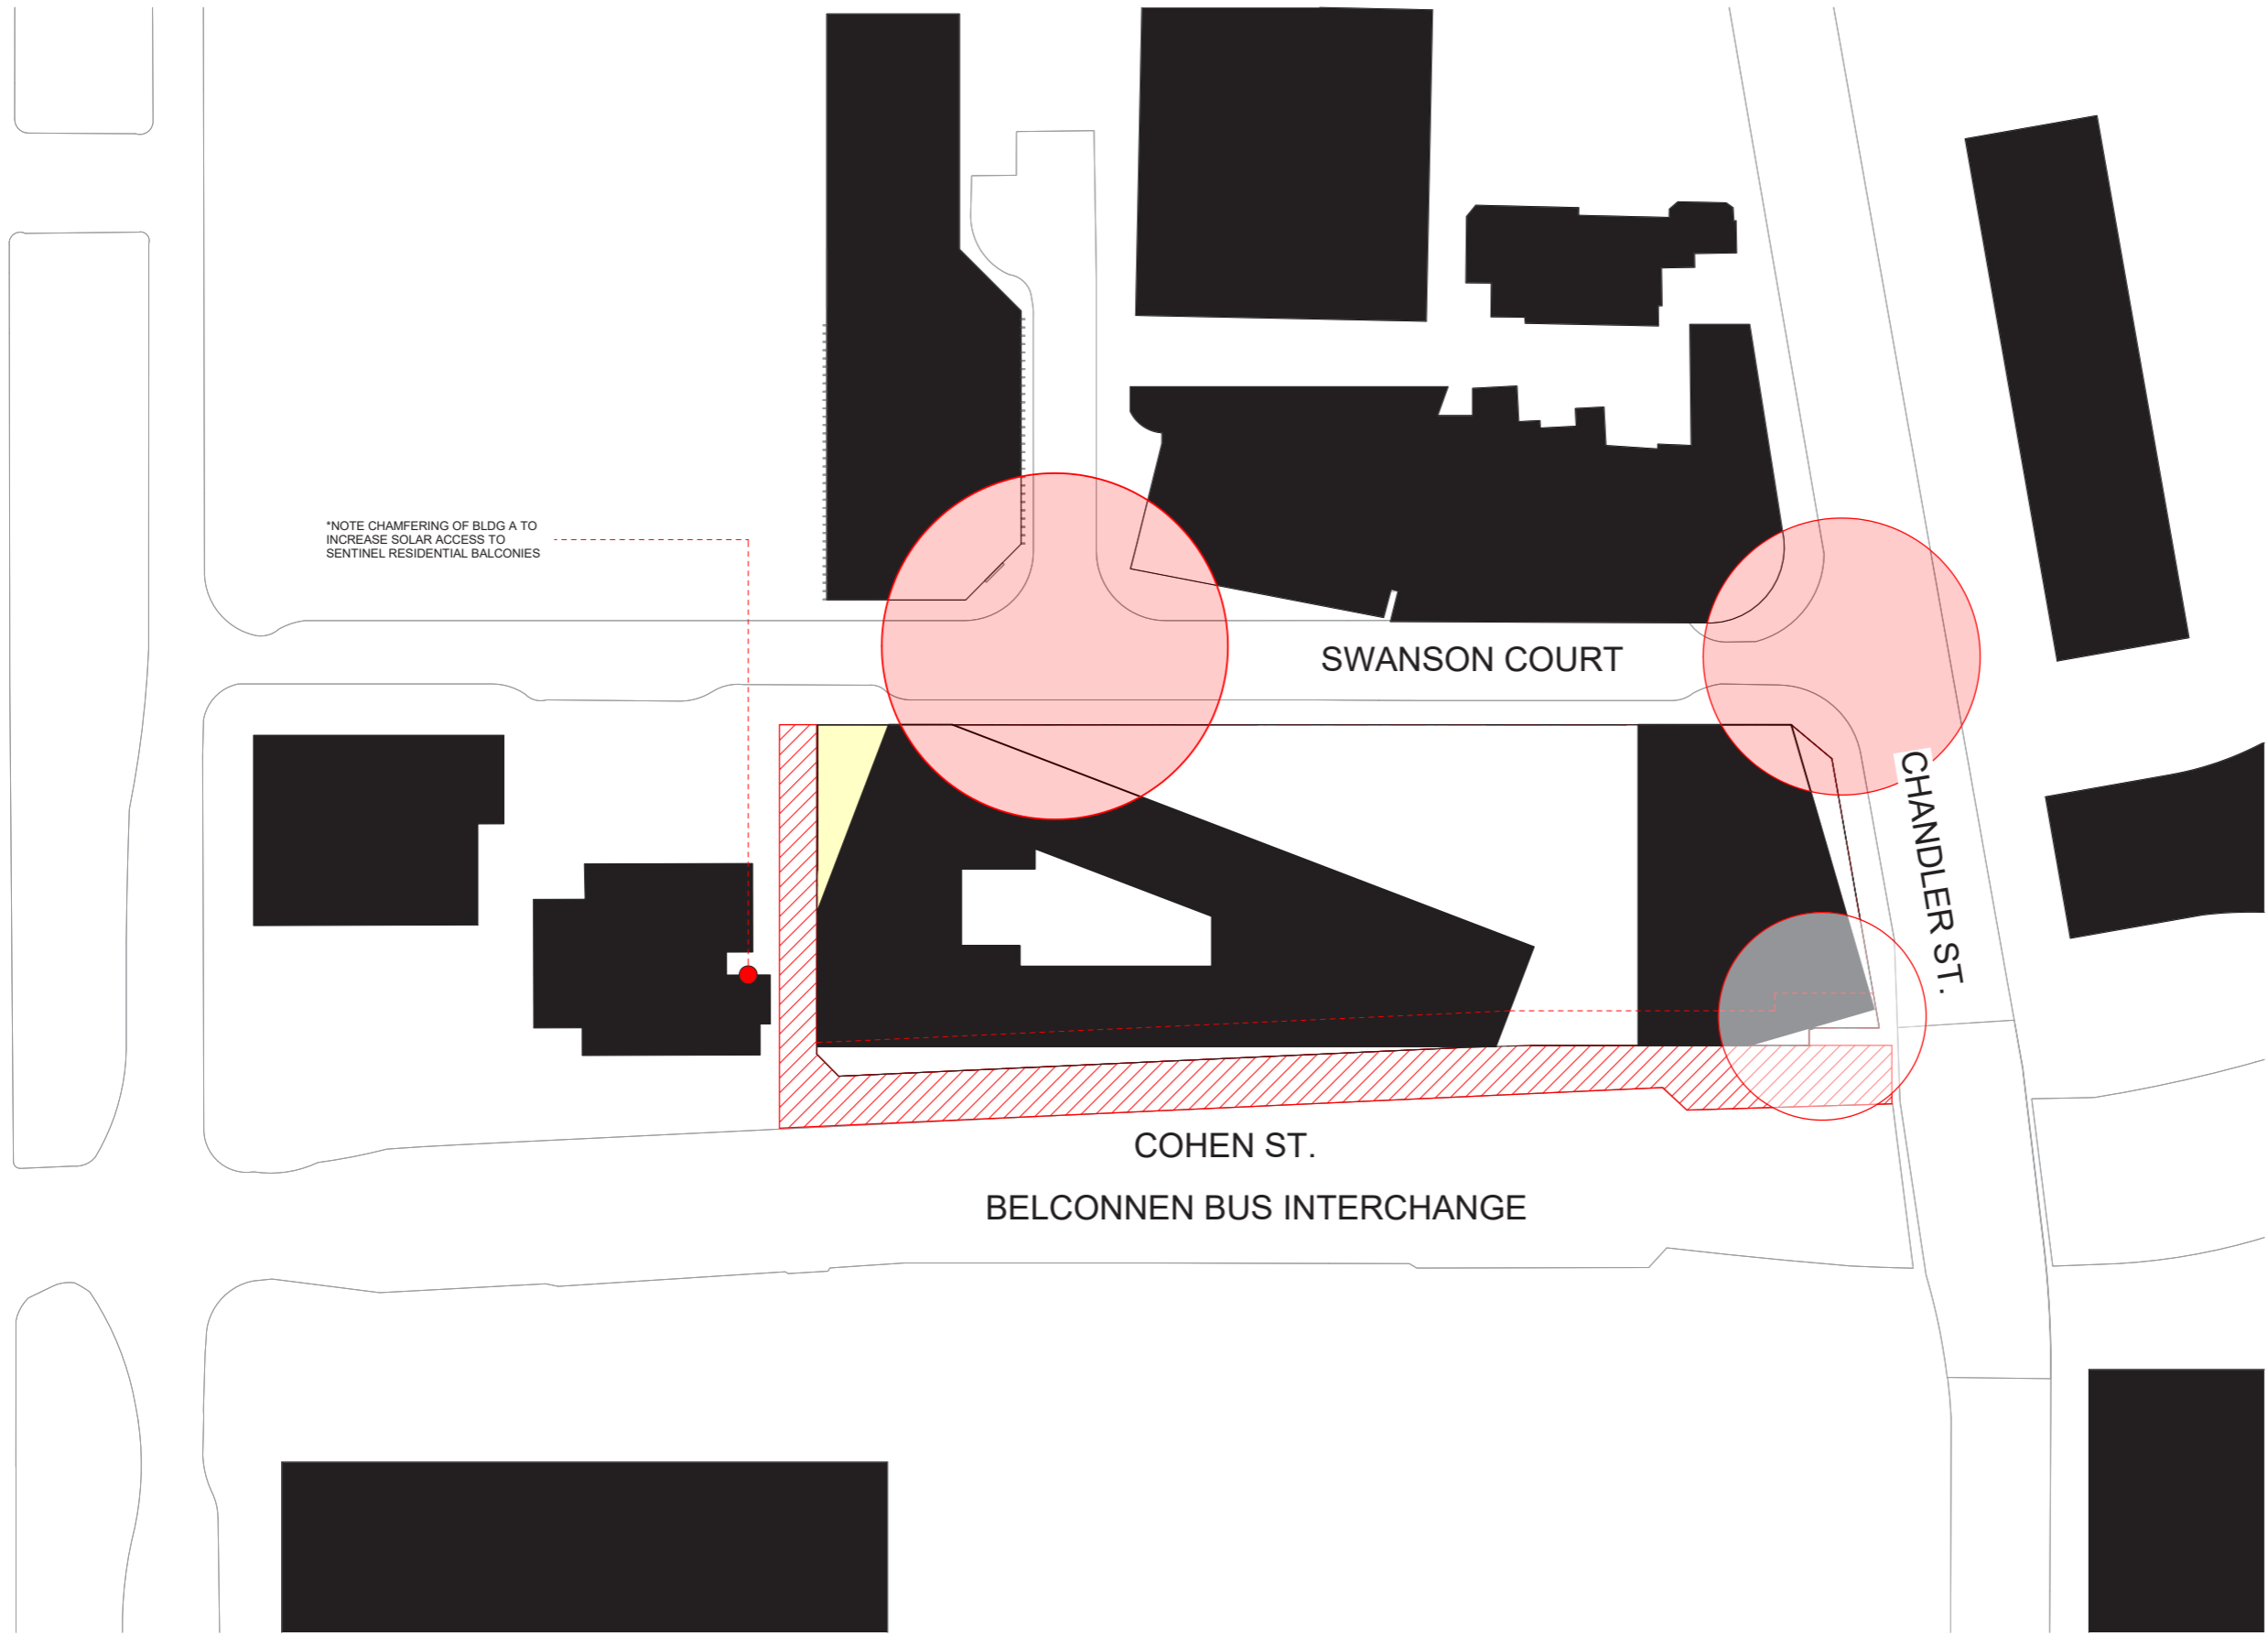 *NOTE CHAMFERING OF BLDG A TO
INCREASE SOLAR ACCESS TO
SENTINEL RESIDENTIAL BALCONIES
SWANSON COURT
CHANDLER ST.
COHEN ST.
BELCONNEN BUS INTERCHANGE